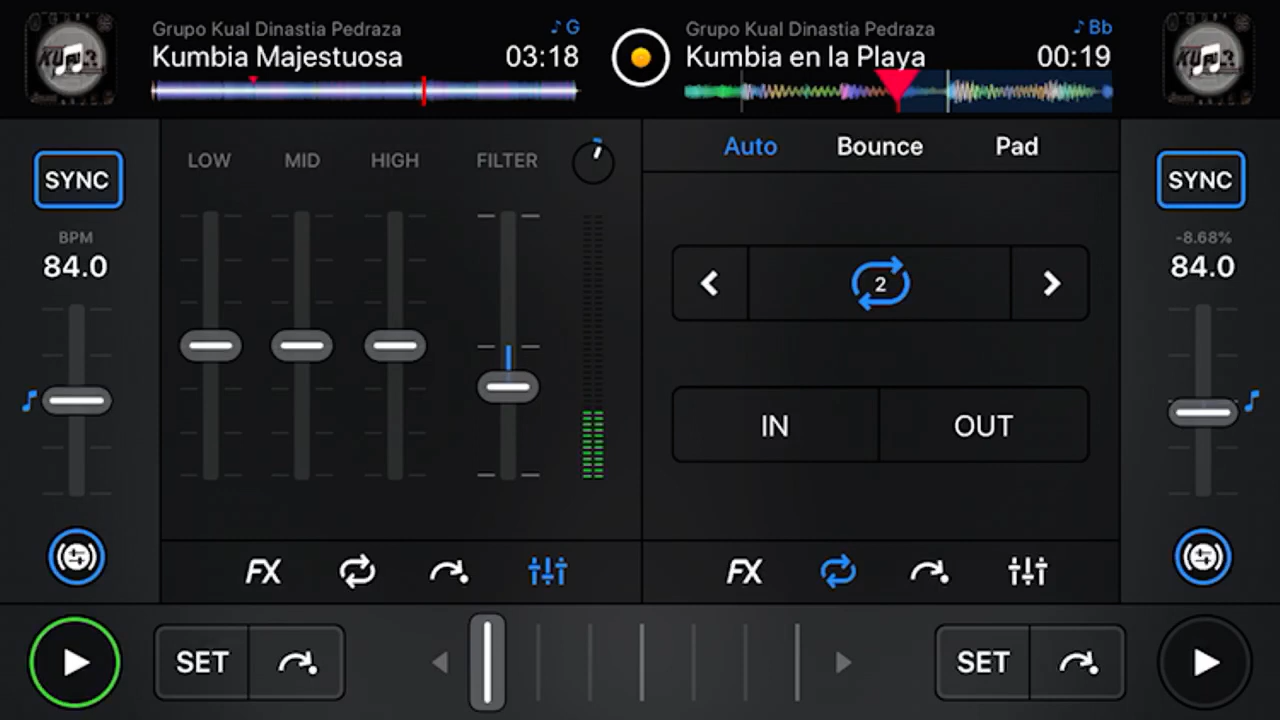 Grupo Kual Dinastia Pedraza
G
Kumbia Majestuosa
03:18
Grupo Kual Dinastia Pedraza
Bb
Kumbia en la Playa
00:19
SYNC
BPM
84.0
LOW MID HIGH FILTER
Auto Bounce Pad
2
IN OUT
SYNC
-8.68%
84.0
FX
FX
SET
SET